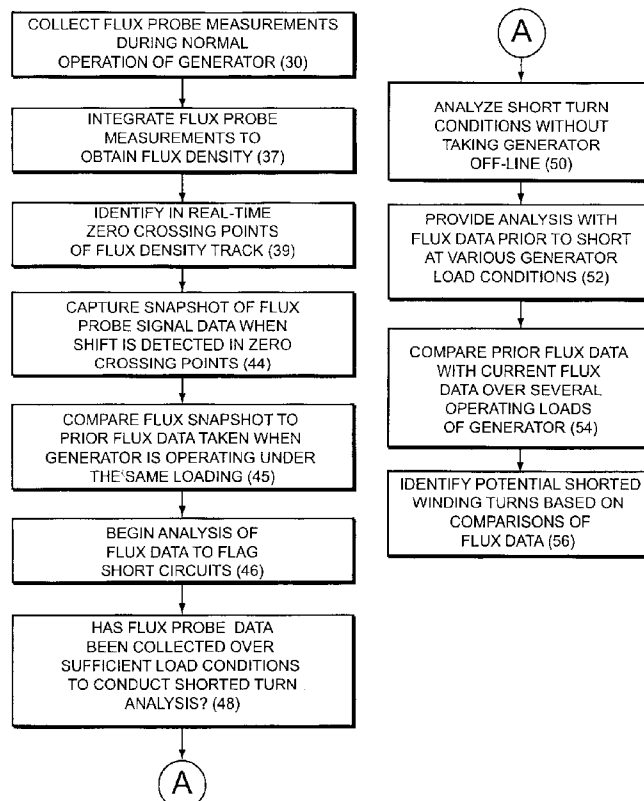 COLLECT FLUX PROBE MEASUREMENTS
DURING NORMAL
OPERATION OF GENERATOR (30)
INTEGRATE FLUX PROBE
MEASUREMENTS TO
OBTAIN FLUX DENSITY (37)
IDENTIFY IN REAL-TIME
ZERO CROSSING POINTS
OF FLUX DENSITY TRACK (39)
CAPTURE SNAPSHOT OF FLUX
PROBE SIGNAL DATA WHEN
SHIFT IS DETECTED IN ZERO
CROSSING POINTS (44)
COMPARE FLUX SNAPSHOT TO
PRIOR FLUX DATA TAKEN WHEN
GENERATOR IS OPERATING UNDER
THE SAME LOADING (45)
BEGIN ANALYSIS OF
FLUX DATA TO FLAG
SHORT CIRCUITS (46)
HAS FLUX PROBE DATA
BEEN COLLECTED OVER
SUFFICIENT LOAD CONDITIONS
TO CONDUCT SHORTED TURN
ANALYSIS? (48)
A
A
ANALYZE SHORT TURN
CONDITIONS WITHOUT
TAKING GENERATOR
OFF-LINE (50)
PROVIDE ANALYSIS WITH
FLUX DATA PRIOR TO SHORT
AT VARIOUS GENERATOR
LOAD CONDITIONS (52)
COMPARE PRIOR FLUX DATA
WITH CURRENT FLUX
DATA OVER SEVERAL
OPERATING LOADS
OF GENERATOR (54)
IDENTIFY POTENTIAL SHORTED
WINDING TURNS BASED ON
COMPARISONS OF
FLUX DATA (56)